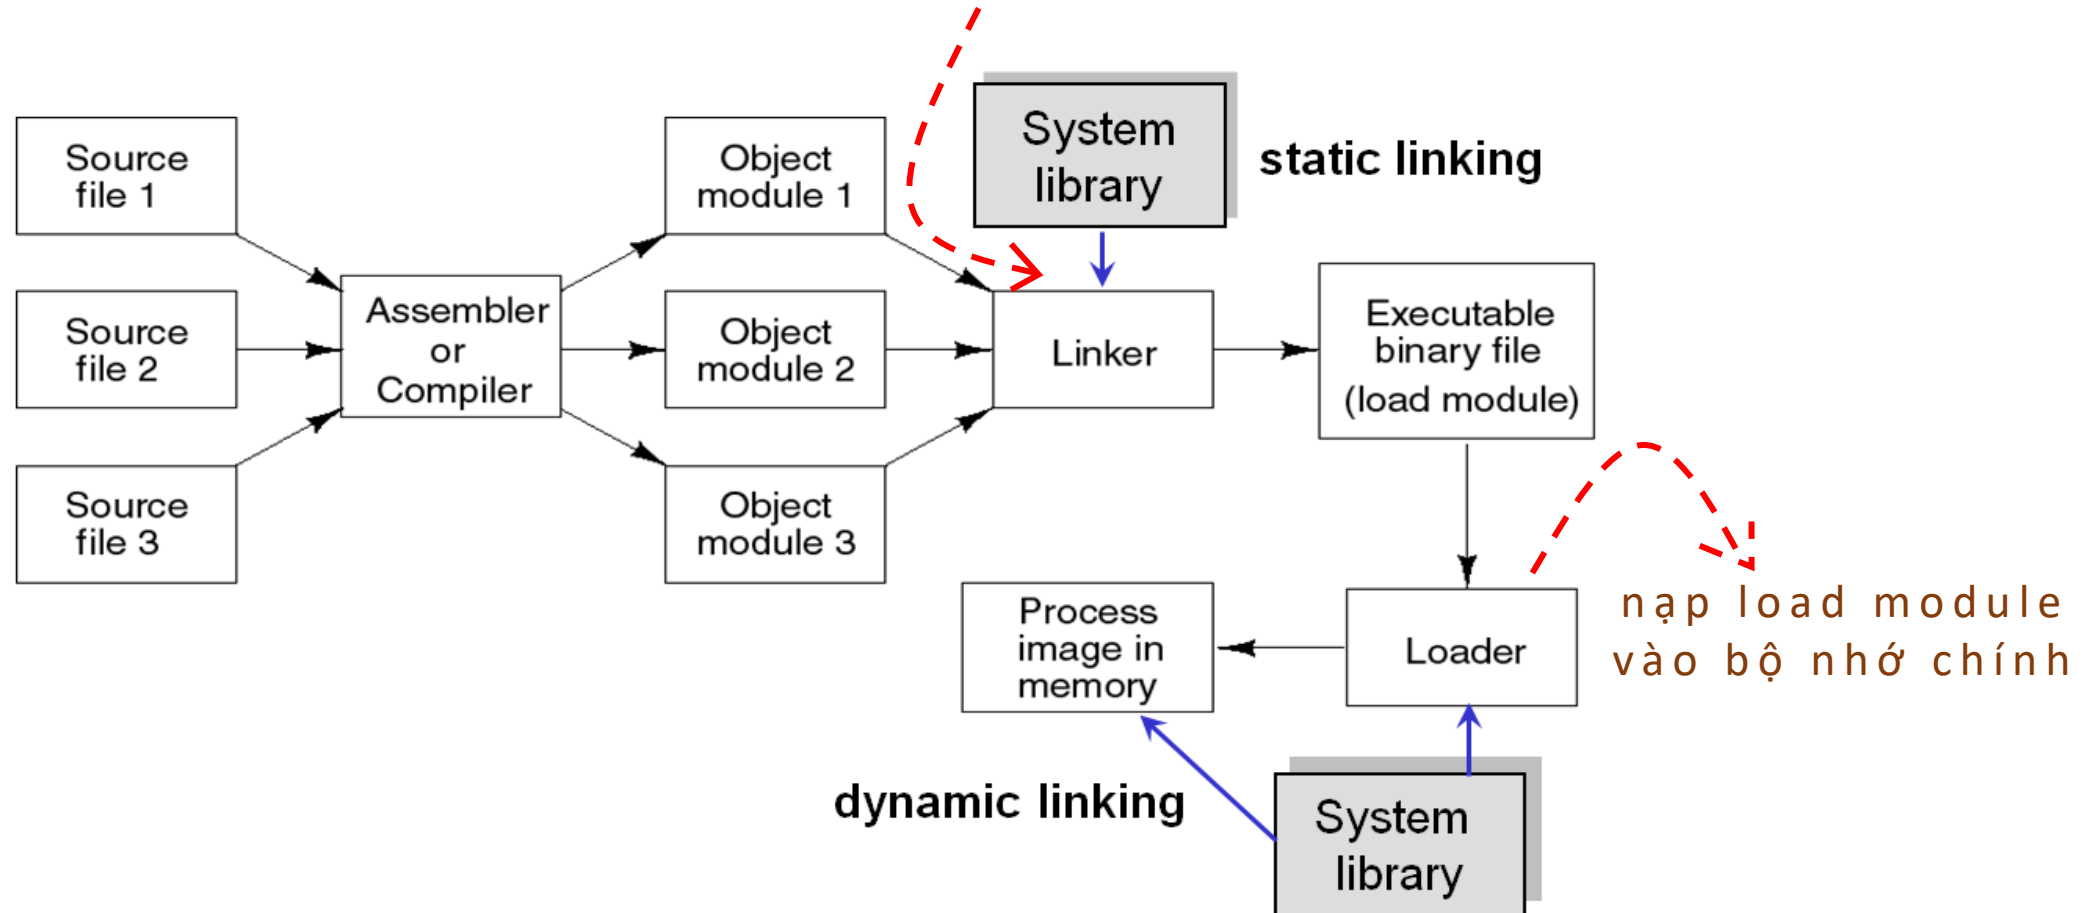 System
library
static linking
Source
file 1
Object
module 1
Assembler
or
Compiler
Source
file 2
Object
module 2
Linker
Executable
binary file
(load module)
Source
file 3
Object
module 3
Process
image in
memory
Loader
nạp load module
vào bộ nhớ chính
dynamic linking
System
library